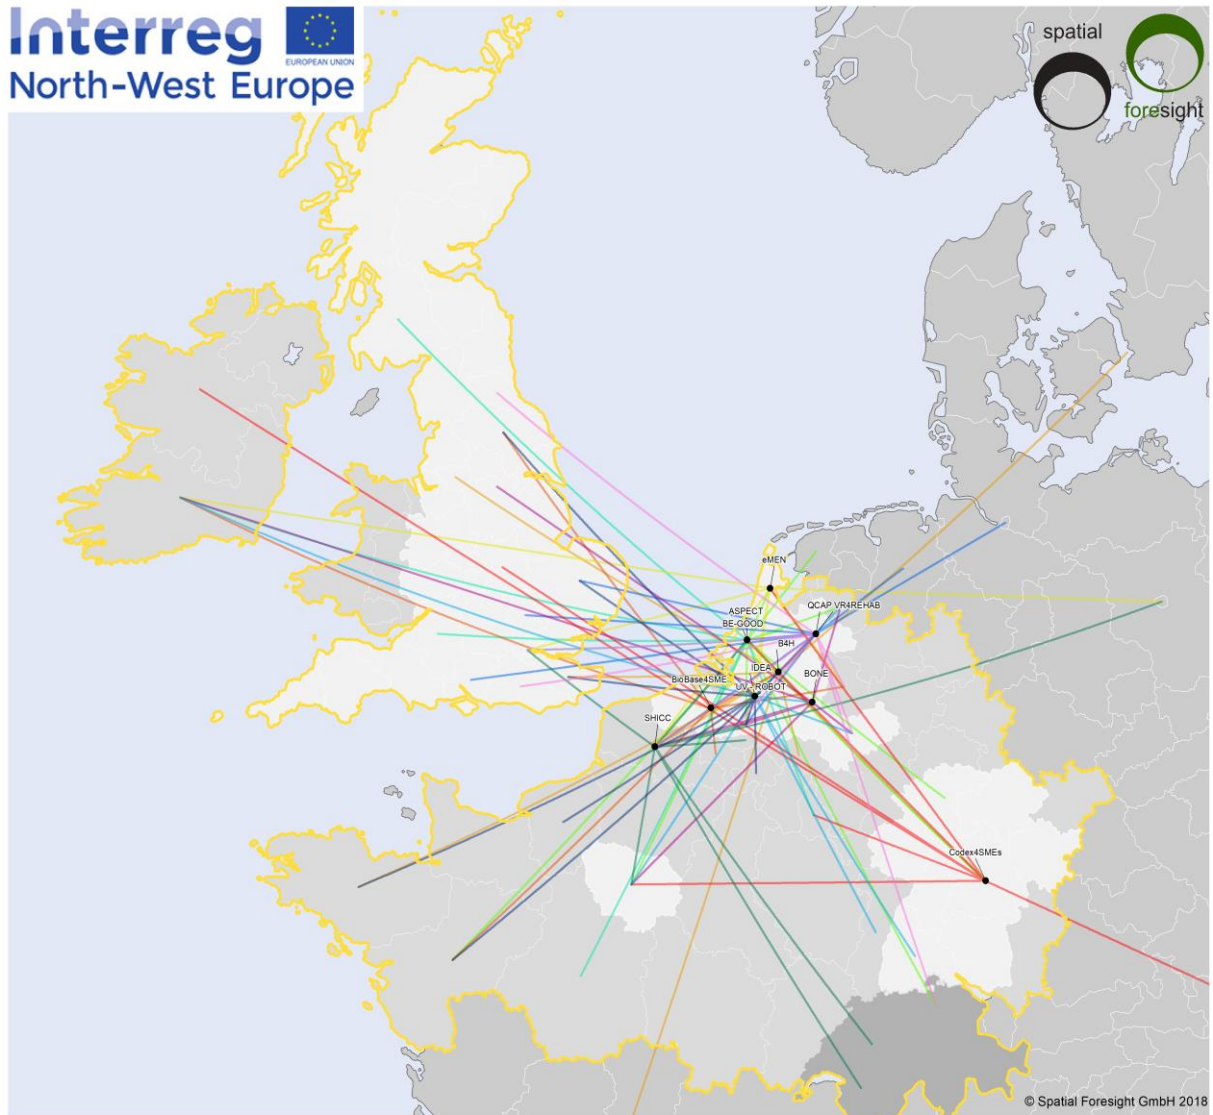 Interreg
EUROPEAN UNION
North-West Europe
spatial
foresight
eMEN
ASPECT
QCAP VR4REHAB
BE-GOOD
B4H
IDEA
BioBase4SME
BONE
UV - ROBOT
SHICC
Codex4SMEs
© Spatial Foresight GmbH 2018